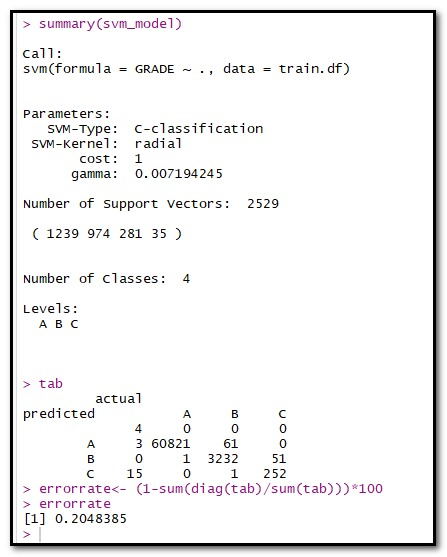 > summary(svm_model)
Call:
svm(formula = GRADE ~ ., data = train.df)
Parameters:
SVM-Type: C-classification
SVM-Kernel: radial
cost: 1
gamma: 0.007194245
Number of Support Vectors: 2529
( 1239 974 281 35 )
Number of Classes: 4
Levels:
A B C
> tab
actual
predicted A B C
4 0 0 0
A 3 60821 61 0
B 0 1 3232 51
C 15 0 1 252
> errorrate<- (1-sum(diag(tab)/sum(tab)))*100
> errorrate
[1] 0.2048385
>